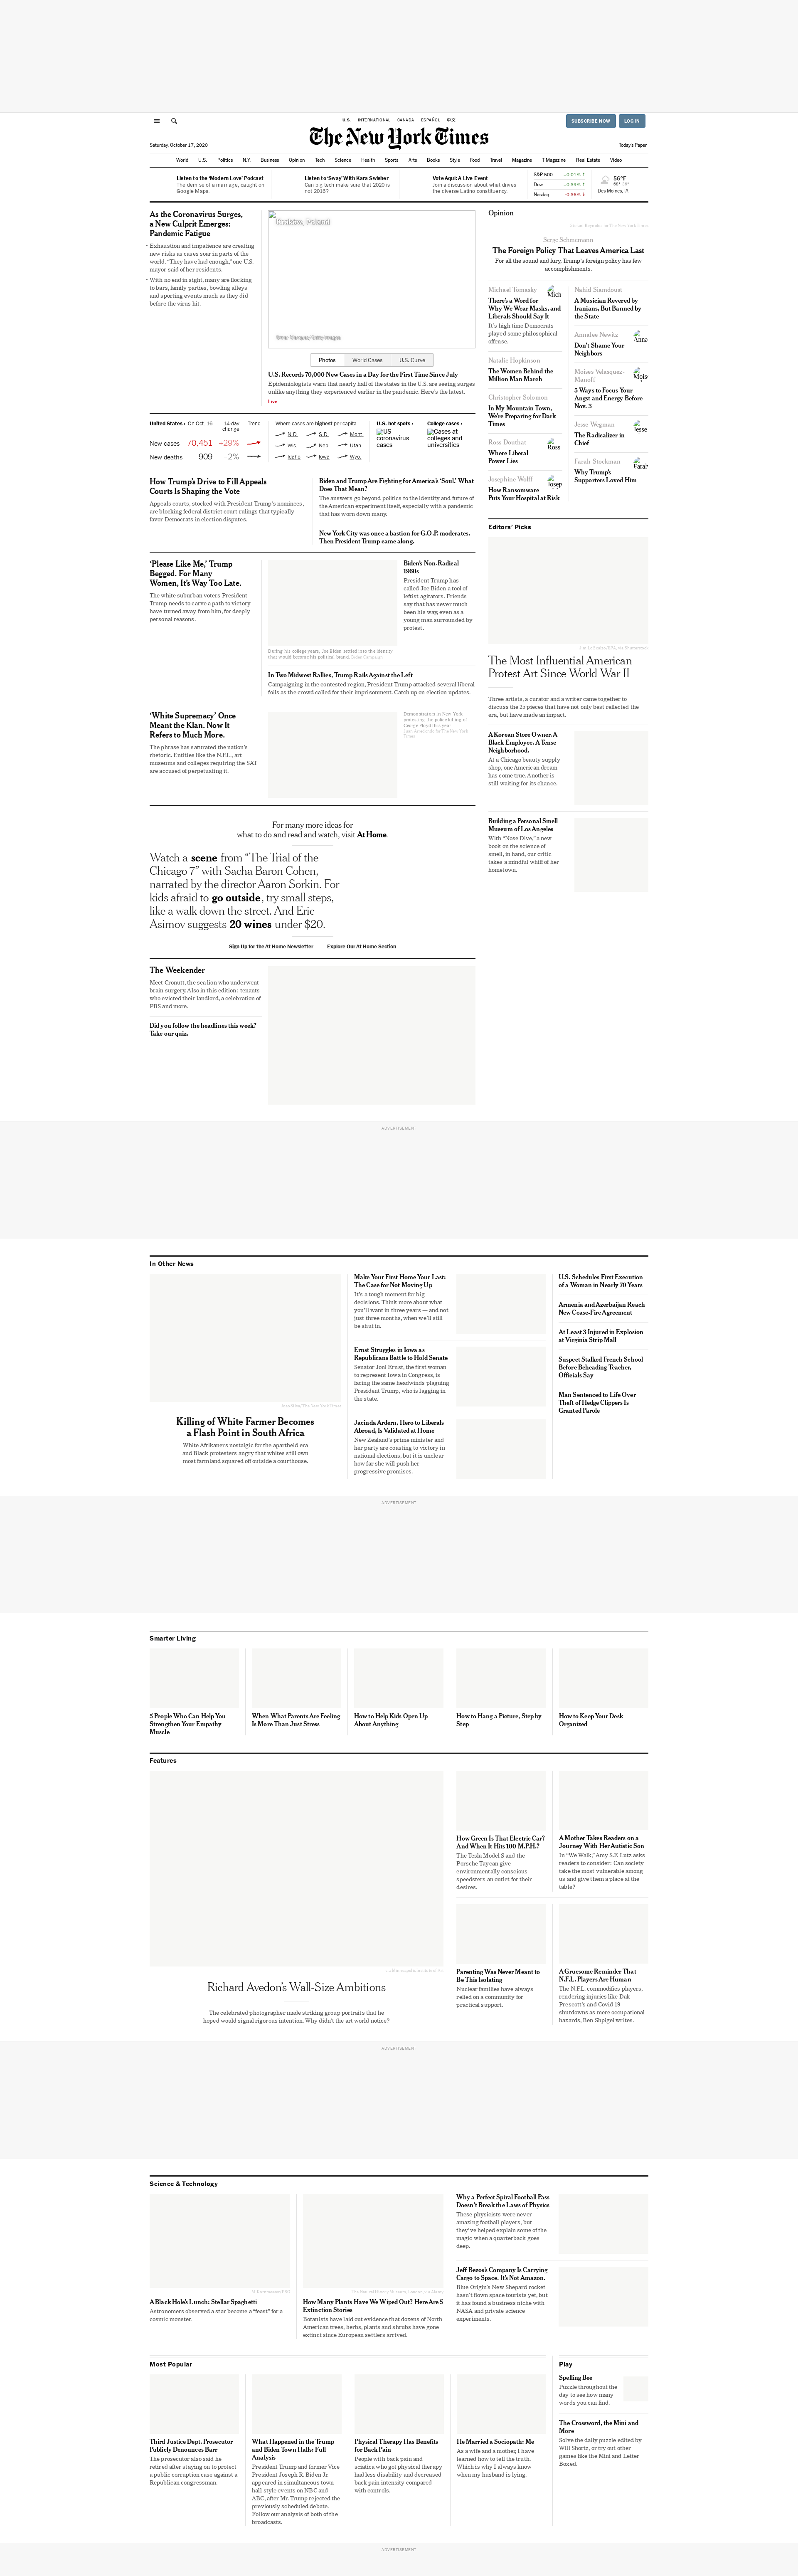 U.S. INTERNATIONAL CANADA ESPAÑOL 中文
SUBSCRIBE NOW LOG IN
The New York Times
Saturday, October 17, 2020
Today's Paper
World U.S. Politics N.Y. Business Opinion Tech Science Health Sports Arts Books Style Food Travel Magazine T Magazine Real Estate Video
Listen to the 'Modern Love' Podcast
The demise of a marriage, caught on
Google Maps.
Listen to 'Sway' With Kara Swisher
Can big tech make sure that 2020 is
not 2016?
Vote Aquí: A Live Event
Join a discussion about what drives
the diverse Latino constituency.
S&P 500 +0.01% ↑
Dow +0.39% ↑
Nasdaq -0.36% ↓
56°F
Des Moines, IA
As the Coronavirus Surges,
a New Culprit Emerges:
Pandemic Fatigue
Exhaustion and impatience are creating
new risks as cases soar in parts of the
world. "They have had enough," one U.S.
mayor said of her residents.
With no end in sight, many are flocking
to bars, family parties, bowling alleys
and sporting events much as they did
before the virus hit.
Krakow, Poland
Omar Marques/Getty Images
Photos World Cases U.S. Curve
U.S. Records 70,000 New Cases in a Day for the First Time Since July
Epidemiologists warn that nearly half of the states in the U.S. are seeing surges
unlike anything they experienced earlier in the pandemic. Here's the latest.
Live
United States › On Oct. 16 14-day change Trend
New cases 70,451 +29%
New deaths 909 –2%
Where cases are highest per capita
N.D. S.D. Mont.
Wis. Neb. Utah
Idaho Iowa Wyo.
U.S. hot spots ›
US coronavirus cases
College cases ›
Cases at colleges and universities
How Trump's Drive to Fill Appeals
Courts Is Shaping the Vote
Appeals courts, stocked with President Trump's nominees,
are blocking federal district court rulings that typically
favor Democrats in election disputes.
Biden and Trump Are Fighting for America's 'Soul.' What
Does That Mean?
The answers go beyond politics to the identity and future of
the American experiment itself, especially with a pandemic
that has worn down many.
New York City was once a bastion for G.O.P. moderates.
Then President Trump came along.
'Please Like Me,' Trump
Begged. For Many
Women, It's Way Too Late.
The white suburban voters President
Trump needs to carve a path to victory
have turned away from him, for deeply
personal reasons.
During his college years, Joe Biden settled onto the identity
that would become his political brand. Biden Campaign
Biden's Non-Radical
1960s
President Trump has
called Joe Biden a tool of
leftist agitators. Friends
say that has never much
been his way, even as a
young man surrounded by
protest.
In Two Midwest Rallies, Trump Rails Against the Left
Campaigning in the contested region, President Trump attacked several liberal
foils as the crowd called for their imprisonment. Catch up on election updates.
'White Supremacy' Once
Meant the Klan. Now It
Refers to Much More.
The phrase has saturated the nation's
rhetoric. Entities like the N.F.L., art
museums and colleges requiring the SAT
are accused of perpetuating it.
Demonstrators in New York
protesting the police killing of
George Floyd this year.
For many more ideas for
what to do and read and watch, visit At Home.
Watch a scene from "The Trial of the
Chicago 7" with Sacha Baron Cohen,
narrated by the director Aaron Sorkin. For
kids afraid to go outside, try small steps,
like a walk down the street. And Eric
Asimov suggests 20 wines under $20.
Sign Up for the At Home Newsletter Explore Our At Home Section
The Weekender
Meet Cronutt, the sea lion who underwent
brain surgery. Also in this edition: tenants
who evicted their landlord, a celebration of
PBS and more.
Did you follow the headlines this week?
Take our quiz.
Opinion
Serge Schmemann
The Foreign Policy That Leaves America Last
For all the sound and fury, Trump's foreign policy has few
accomplishments.
Michael Tomasky
There's a Word for
Why We Wear Masks, and
Liberals Should Say It
It's high time Democrats
played some philosophical
offense.
Natalie Hopkinson
The Women Behind the
Million Man March
Christopher Solomon
In My Mountain Town,
We're Preparing for Dark
Times
Ross Douthat
Where Liberal
Power Lies
Josephine Wolff
How Ransomware
Puts Your Hospital at Risk
Nahid Siamdoust
A Musician Revered by
Iranians, But Banned by
the State
Annalee Newitz
Don't Shame Your
Neighbors
Moises Velasquez-
Manoff
5 Ways to Focus Your
Angst and Energy Before
Nov. 3
Jesse Wegman
The Radicalizer in
Chief
Farah Stockman
Why Trump's
Supporters Loved Him
Editors' Picks
The Most Influential American
Protest Art Since World War II
Three artists, a curator and a writer came together to
discuss the 25 pieces that have not only best reflected the
era, but have made an impact.
A Korean Store Owner. A
Black Employee. A Tense
Neighborhood.
At a Chicago beauty supply
shop, one American dream
has come true. Another is
still waiting for its chance.
Building a Personal Smell
Museum of Los Angeles
With "Nose Dive," a new
book on the science of
smell, in hand, our critic
takes a mindful whiff of her
hometown.
ADVERTISEMENT
In Other News
Killing of White Farmer Becomes
a Flash Point in South Africa
White Afrikaners nostalgic for the apartheid era
and Black protesters angry that whites still own
most farmland squared off outside a courthouse.
Make Your First Home Your Last:
The Case for Not Moving Up
It's a tough moment for big
decisions. Think more about what
you'll want in three years — and not
just three months, when we'll still
be shut in.
Ernst Struggles in Iowa as
Republicans Battle to Hold Senate
Senator Joni Ernst, the first woman
to represent Iowa in Congress, is
facing the same headwinds plaguing
President Trump, who is lagging in
the state.
Jacinda Ardern, Hero to Liberals
Abroad, Is Validated at Home
New Zealand's prime minister and
her party are coasting to victory in
national elections, but it is unclear
how far she will push her
progressive promises.
U.S. Schedules First Execution
of a Woman in Nearly 70 Years
Armenia and Azerbaijan Reach
New Cease-Fire Agreement
At Least 3 Injured in Explosion
at Virginia Strip Mall
Suspect Stalked French School
Before Beheading Teacher,
Officials Say
Man Sentenced to Life Over
Theft of Hedge Clippers Is
Granted Parole
ADVERTISEMENT
Smarter Living
5 People Who Can Help You
Strengthen Your Empathy
Muscle
When What Parents Are Feeling
Is More Than Just Stress
How to Help Kids Open Up
About Anything
How to Hang a Picture, Step by
Step
How to Keep Your Desk
Organized
Features
Richard Avedon's Wall-Size Ambitions
The celebrated photographer made striking group portraits that he
hoped would signal rigorous intention. Why didn't the art world notice?
How Green Is That Electric Car?
And When It Hits 100 M.P.H.?
The Tesla Model S and the
Porsche Taycan give
environmentally conscious
speedsters an outlet for their
desires.
A Mother Takes Readers on a
Journey With Her Autistic Son
In "We Walk," Amy S.F. Lutz asks
readers to consider: Can society
take the most vulnerable among
us and give them a place at the
table?
Parenting Was Never Meant to
Be This Isolating
Nuclear families have always
relied on a community for
practical support.
A Gruesome Reminder That
N.F.L. Players Are Human
The N.F.L. commodifies players,
rendering injuries like Dak
Prescott's and Covid-19
shutdowns as mere occupational
hazards, Ben Shpigel writes.
ADVERTISEMENT
Science & Technology
A Black Hole's Lunch: Stellar Spaghetti
Astronomers observed a star become a "feast" for a
cosmic monster.
How Many Plants Have We Wiped Out? Here Are 5
Extinction Stories
Botanists have laid out evidence that dozens of North
American trees, herbs, plants and shrubs have gone
extinct since European settlers arrived.
Why a Perfect Spiral Football Pass
Doesn't Break the Laws of Physics
These physicists were never
amazing football players, but
they've helped explain some of the
magic when a quarterback goes
deep.
Jeff Bezos's Company Is Carrying
Cargo to Space. It's Not Amazon.
Blue Origin's New Shepard rocket
hasn't flown space tourists yet, but
it has found a business niche with
NASA and private science
experiments.
Most Popular
Third Justice Dept. Prosecutor
Publicly Denounces Barr
The prosecutor also said he
retired after staying on to protect
a public corruption case against a
Republican congressman.
What Happened in the Trump
and Biden Town Halls: Full
Analysis
President Trump and former Vice
President Joseph R. Biden Jr.
appeared in simultaneous town-
hall-style events on NBC and
ABC, after Mr. Trump rejected the
previously scheduled debate.
Follow our analysis of both of the
broadcasts.
Physical Therapy Has Benefits
for Back Pain
People with back pain and
sciatica who got physical therapy
had less disability and decreased
back pain intensity compared
with controls.
He Married a Sociopath: Me
As a wife and a mother, I have
learned how to tell the truth.
Which is why I always know
when my husband is lying.
Play
Spelling Bee
Puzzle throughout the
day to see how many
words you can find.
The Crossword, the Mini and
More
Solve the daily puzzle edited by
Will Shortz, or try out other
games like the Mini and Letter
Boxed.
ADVERTISEMENT